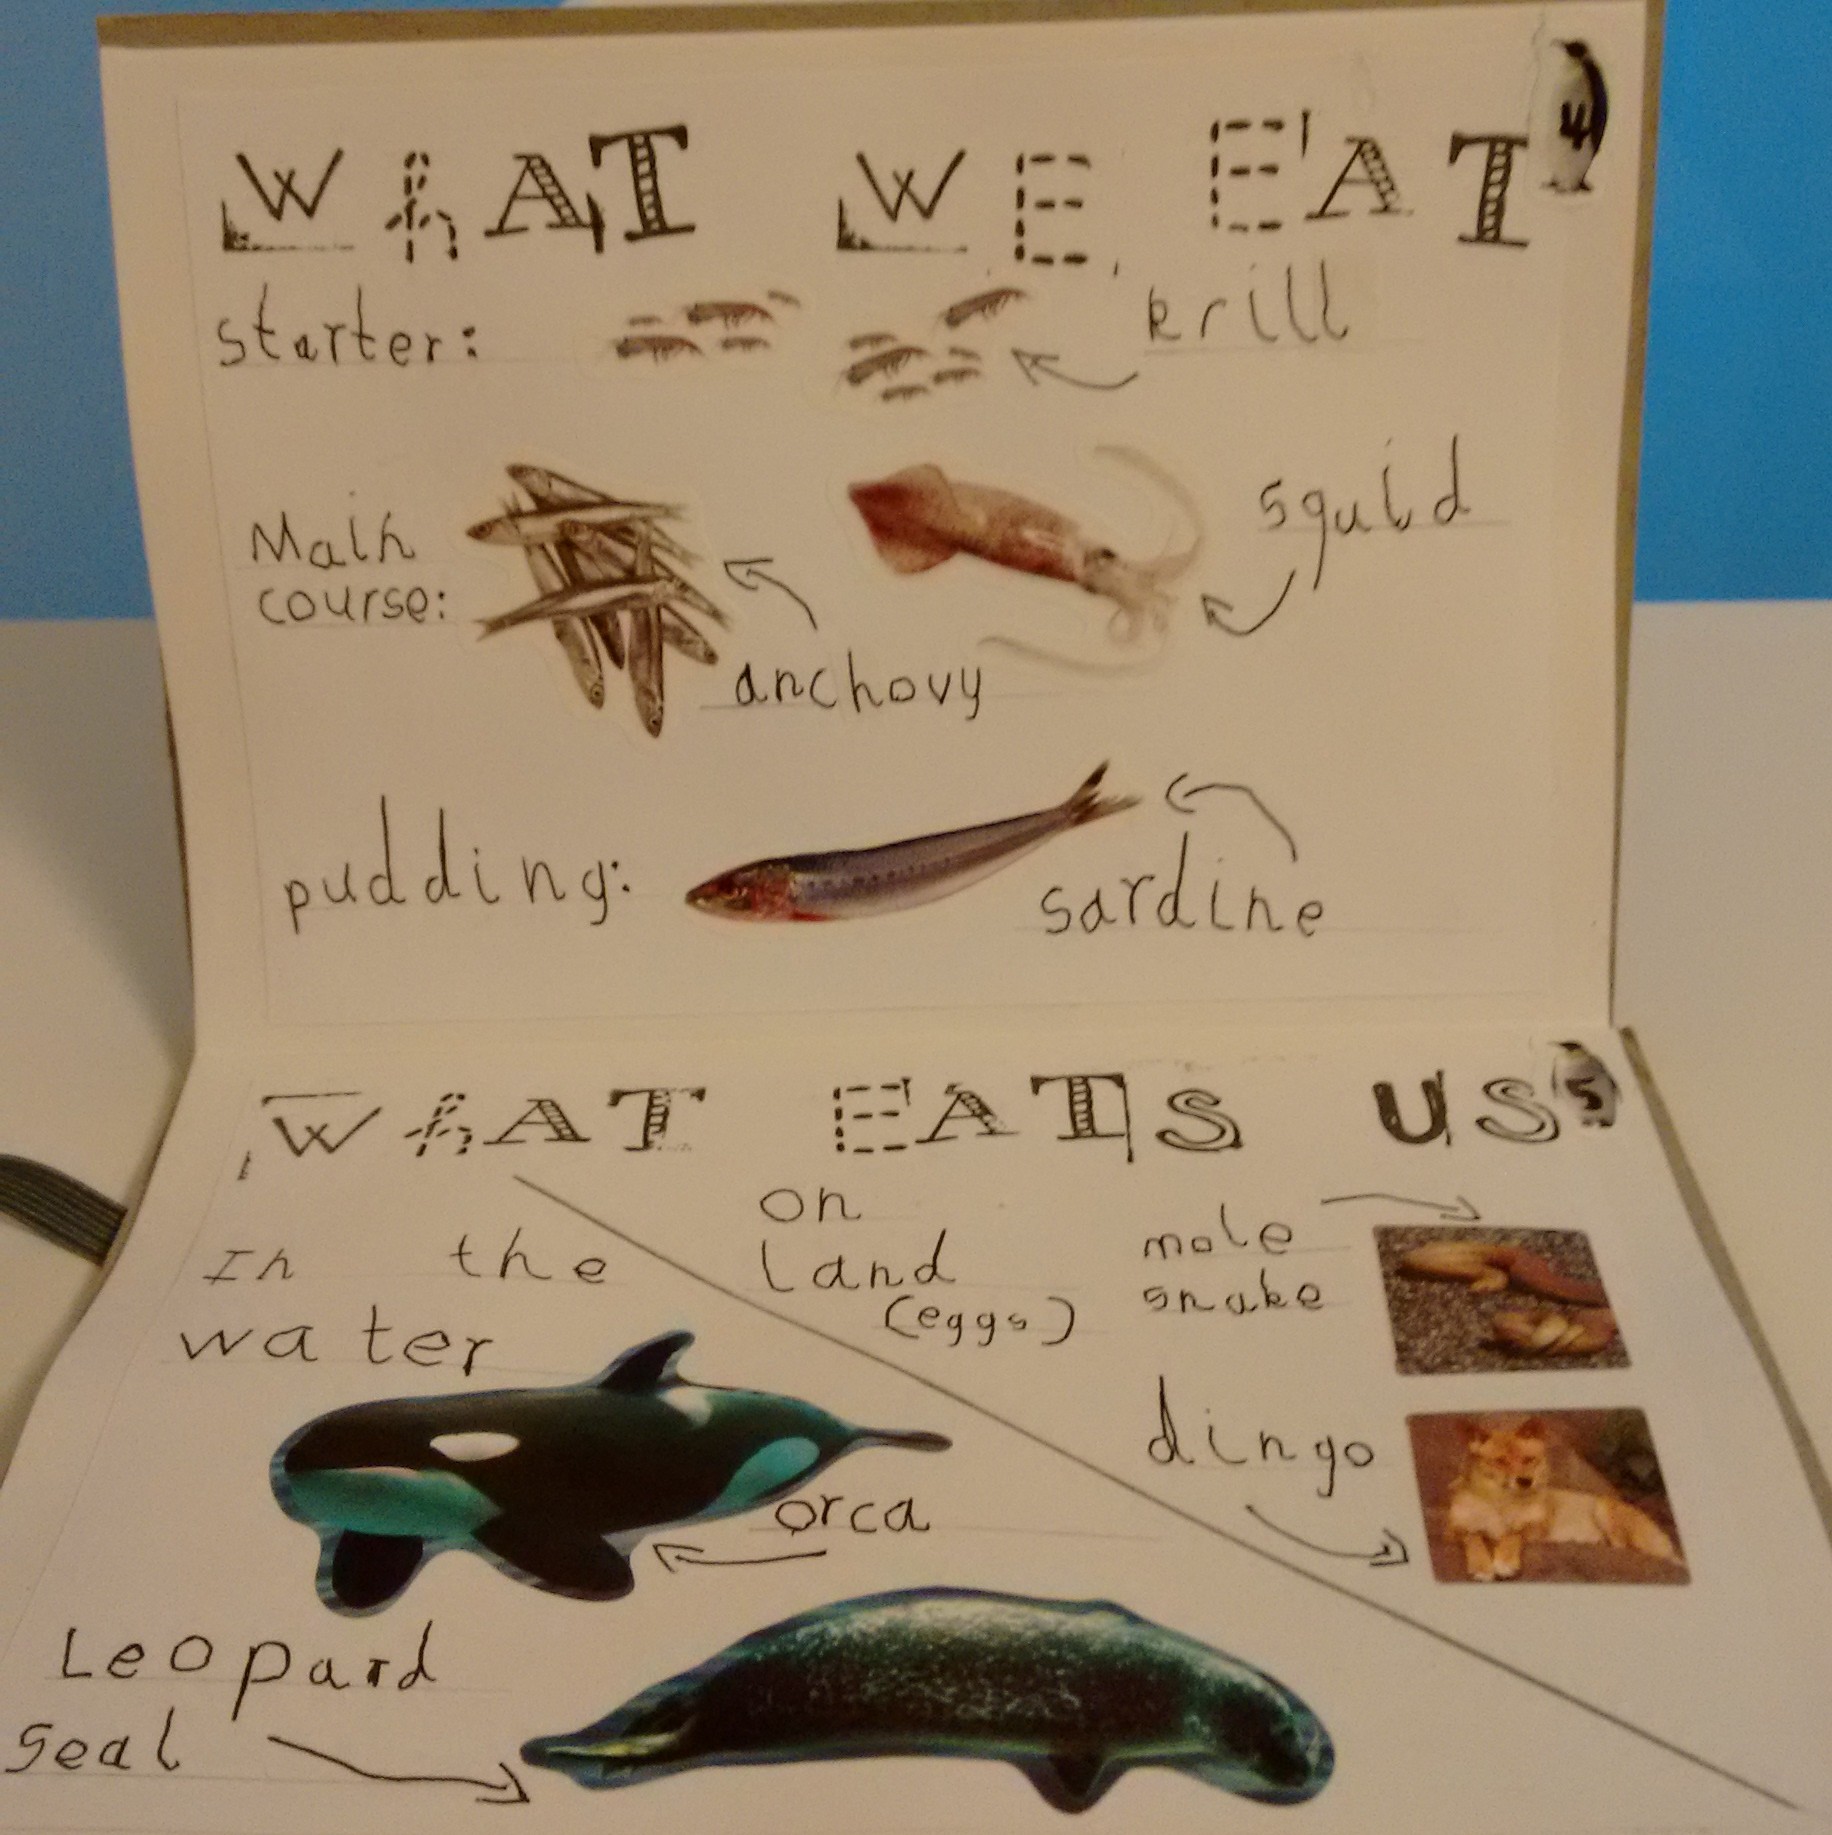 WhAT WE EAT
4
starter:
krill
Main
course:
squid
anchovy
pudding:
sardine
WhAT EATS US
5
In the
water
on
land
(eggs)
mole
snake
dingo
orca
Leopard
seal